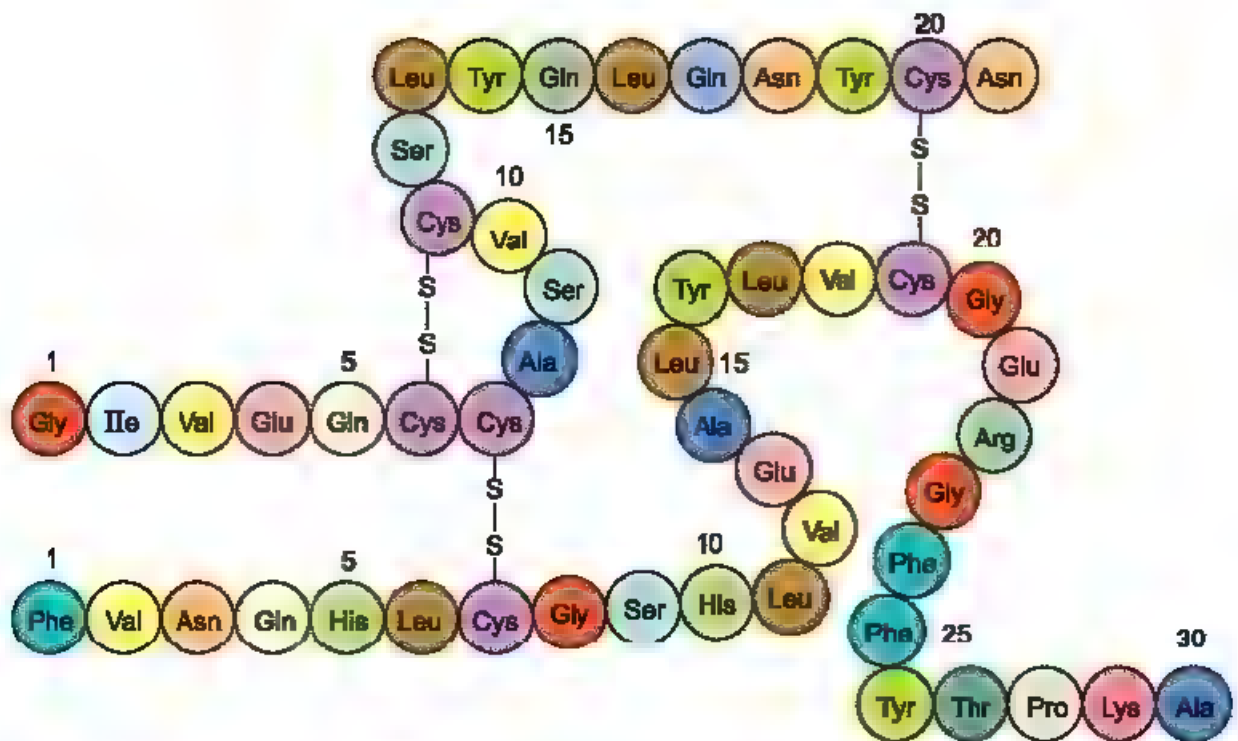 20
Leu Tyr Gln Leu Gln Asn Tyr Cys Asn
15
Ser
S
10
Cys Val
S
20
Ser
Tyr Leu Val Cys Gly
S
S
Ala
Leu 15
Glu
1 5
Gly IIe Val Glu Gln Cys Cys
Ala
Arg
Glu
Gly
S
Val
S
Phe
1 5 10
Phe Val Asn Gln His Leu Cys Gly Ser His Leu
Phe 25
30
Tyr Thr Pro Lys Ala